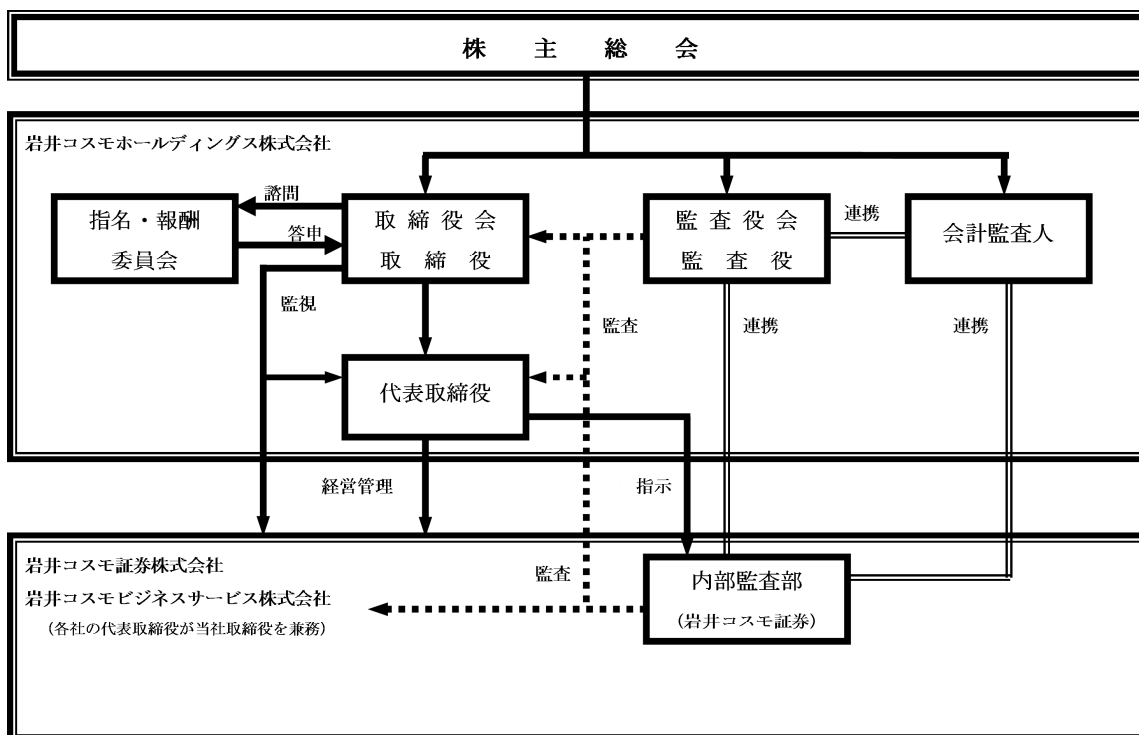 株　主　総　会
岩井コスモホールディングス株式会社
諮問
指名・報酬
委員会
答申
取 締 役 会
取　締　役
監 査 役 会
監　査　役
連携
会計監査人
監視
監査
連携
連携
代表取締役
経営管理
指示
岩井コスモ証券株式会社
岩井コスモビジネスサービス株式会社
（各社の代表取締役が当社取締役を兼務）
監査
内部監査部
（岩井コスモ証券）